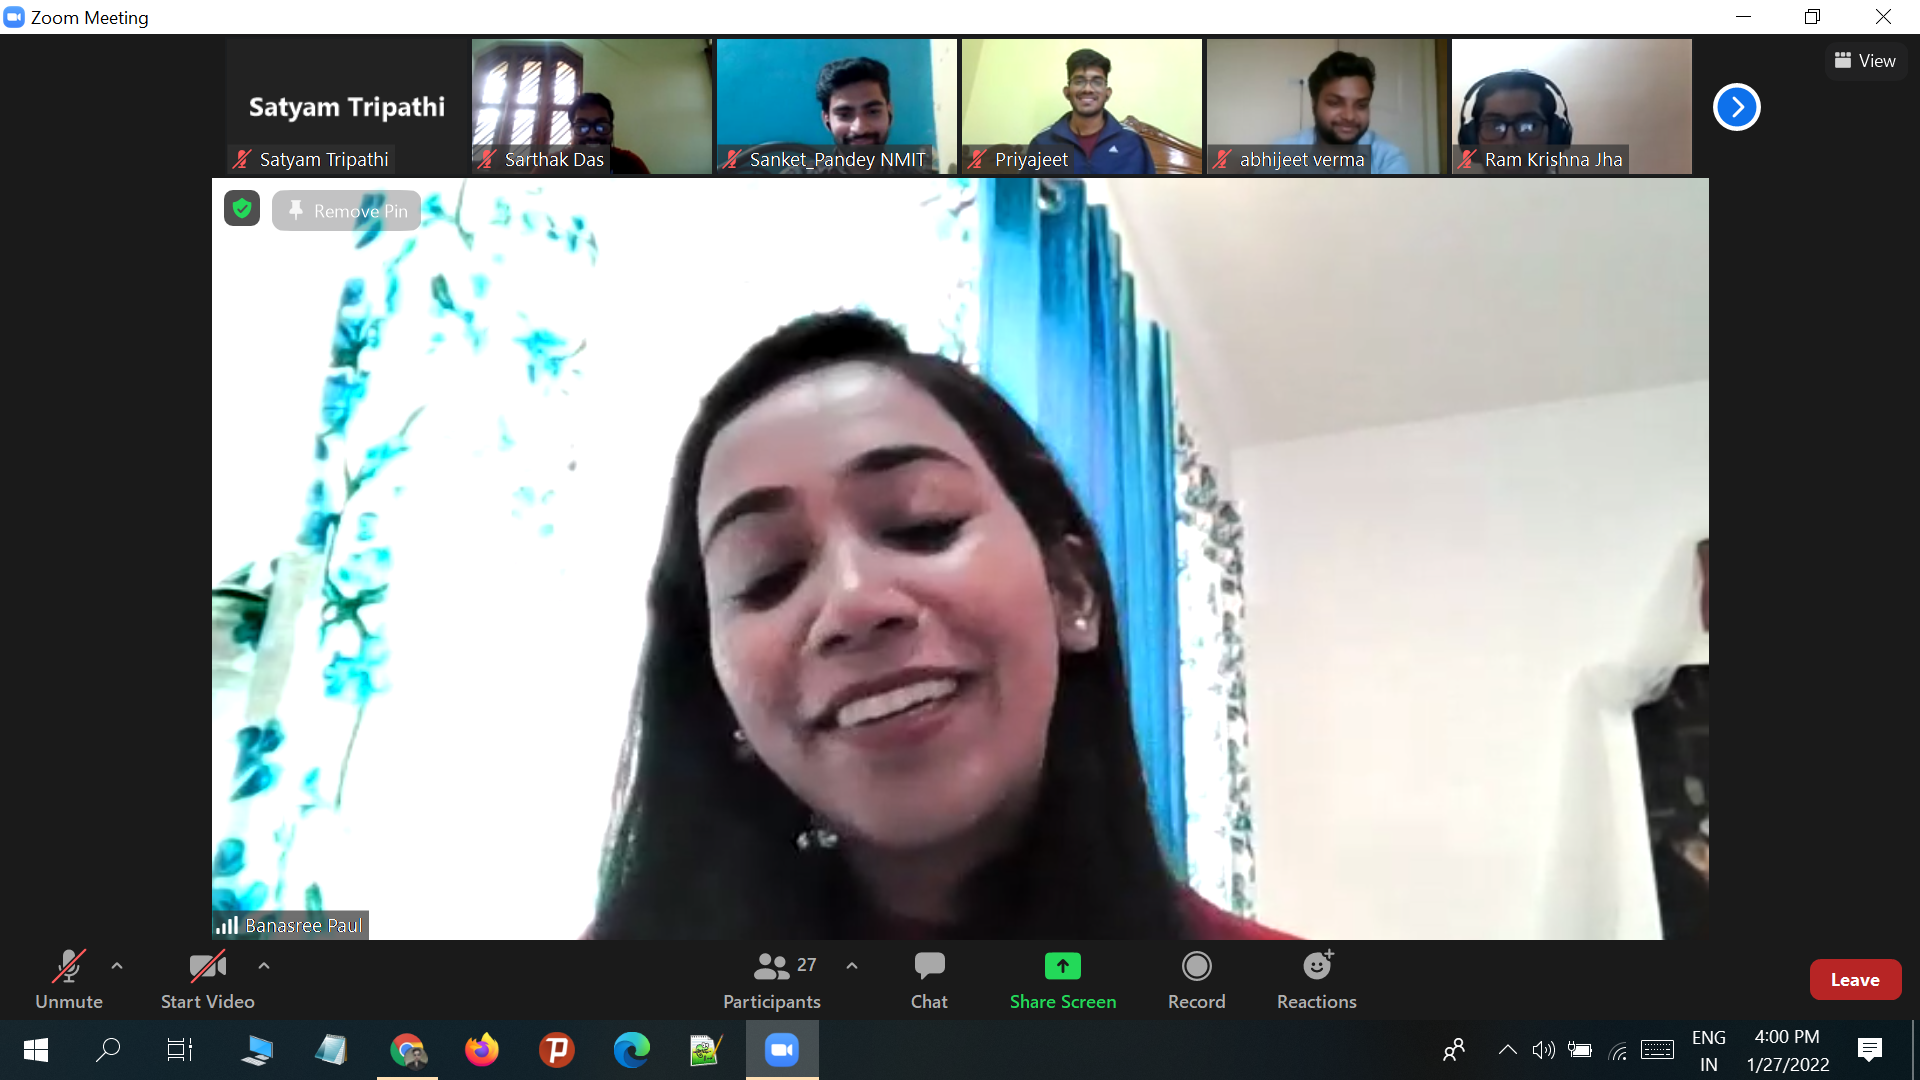 Zoom Meeting
View
Satyam Tripathi
Satyam Tripathi
Sarthak Das
Sanket_Pandey NMIT
Priyajeet
abhijeet verma
Ram Krishna Jha
Remove Pin
Banasree Paul
Unmute
Start Video
27
Participants
Chat
Share Screen
Record
Reactions
Leave
ENG
IN
4:00 PM
1/27/2022